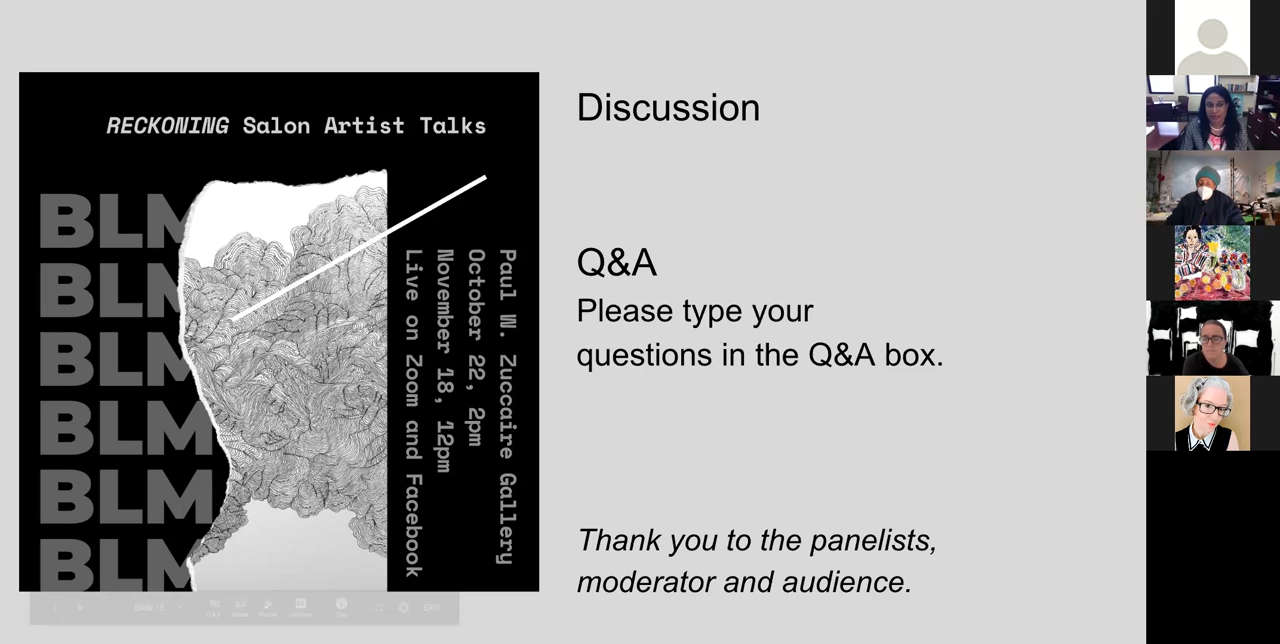 RECKONING Salon Artist Talks
BLM
BLM
BLM
BLM
BLM
BLM
Paul W. Zuccaire Gallery
October 22, 2pm
November 18, 12pm
Live on Zoom and Facebook
Discussion
Q&A
Please type your
questions in the Q&A box.
Thank you to the panelists,
moderator and audience.
EXIT